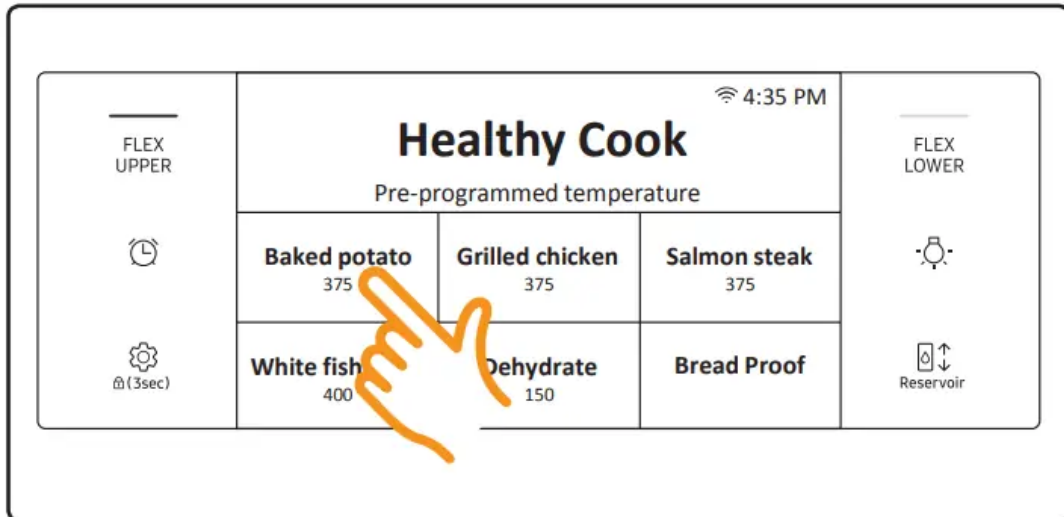 4:35 PM
Healthy Cook
Pre-programmed temperature
FLEX
UPPER
FLEX
LOWER
Baked potato
375
Grilled chicken
375
Salmon steak
375
White fish
400
Dehydrate
150
Bread Proof
(3sec)
Reservoir